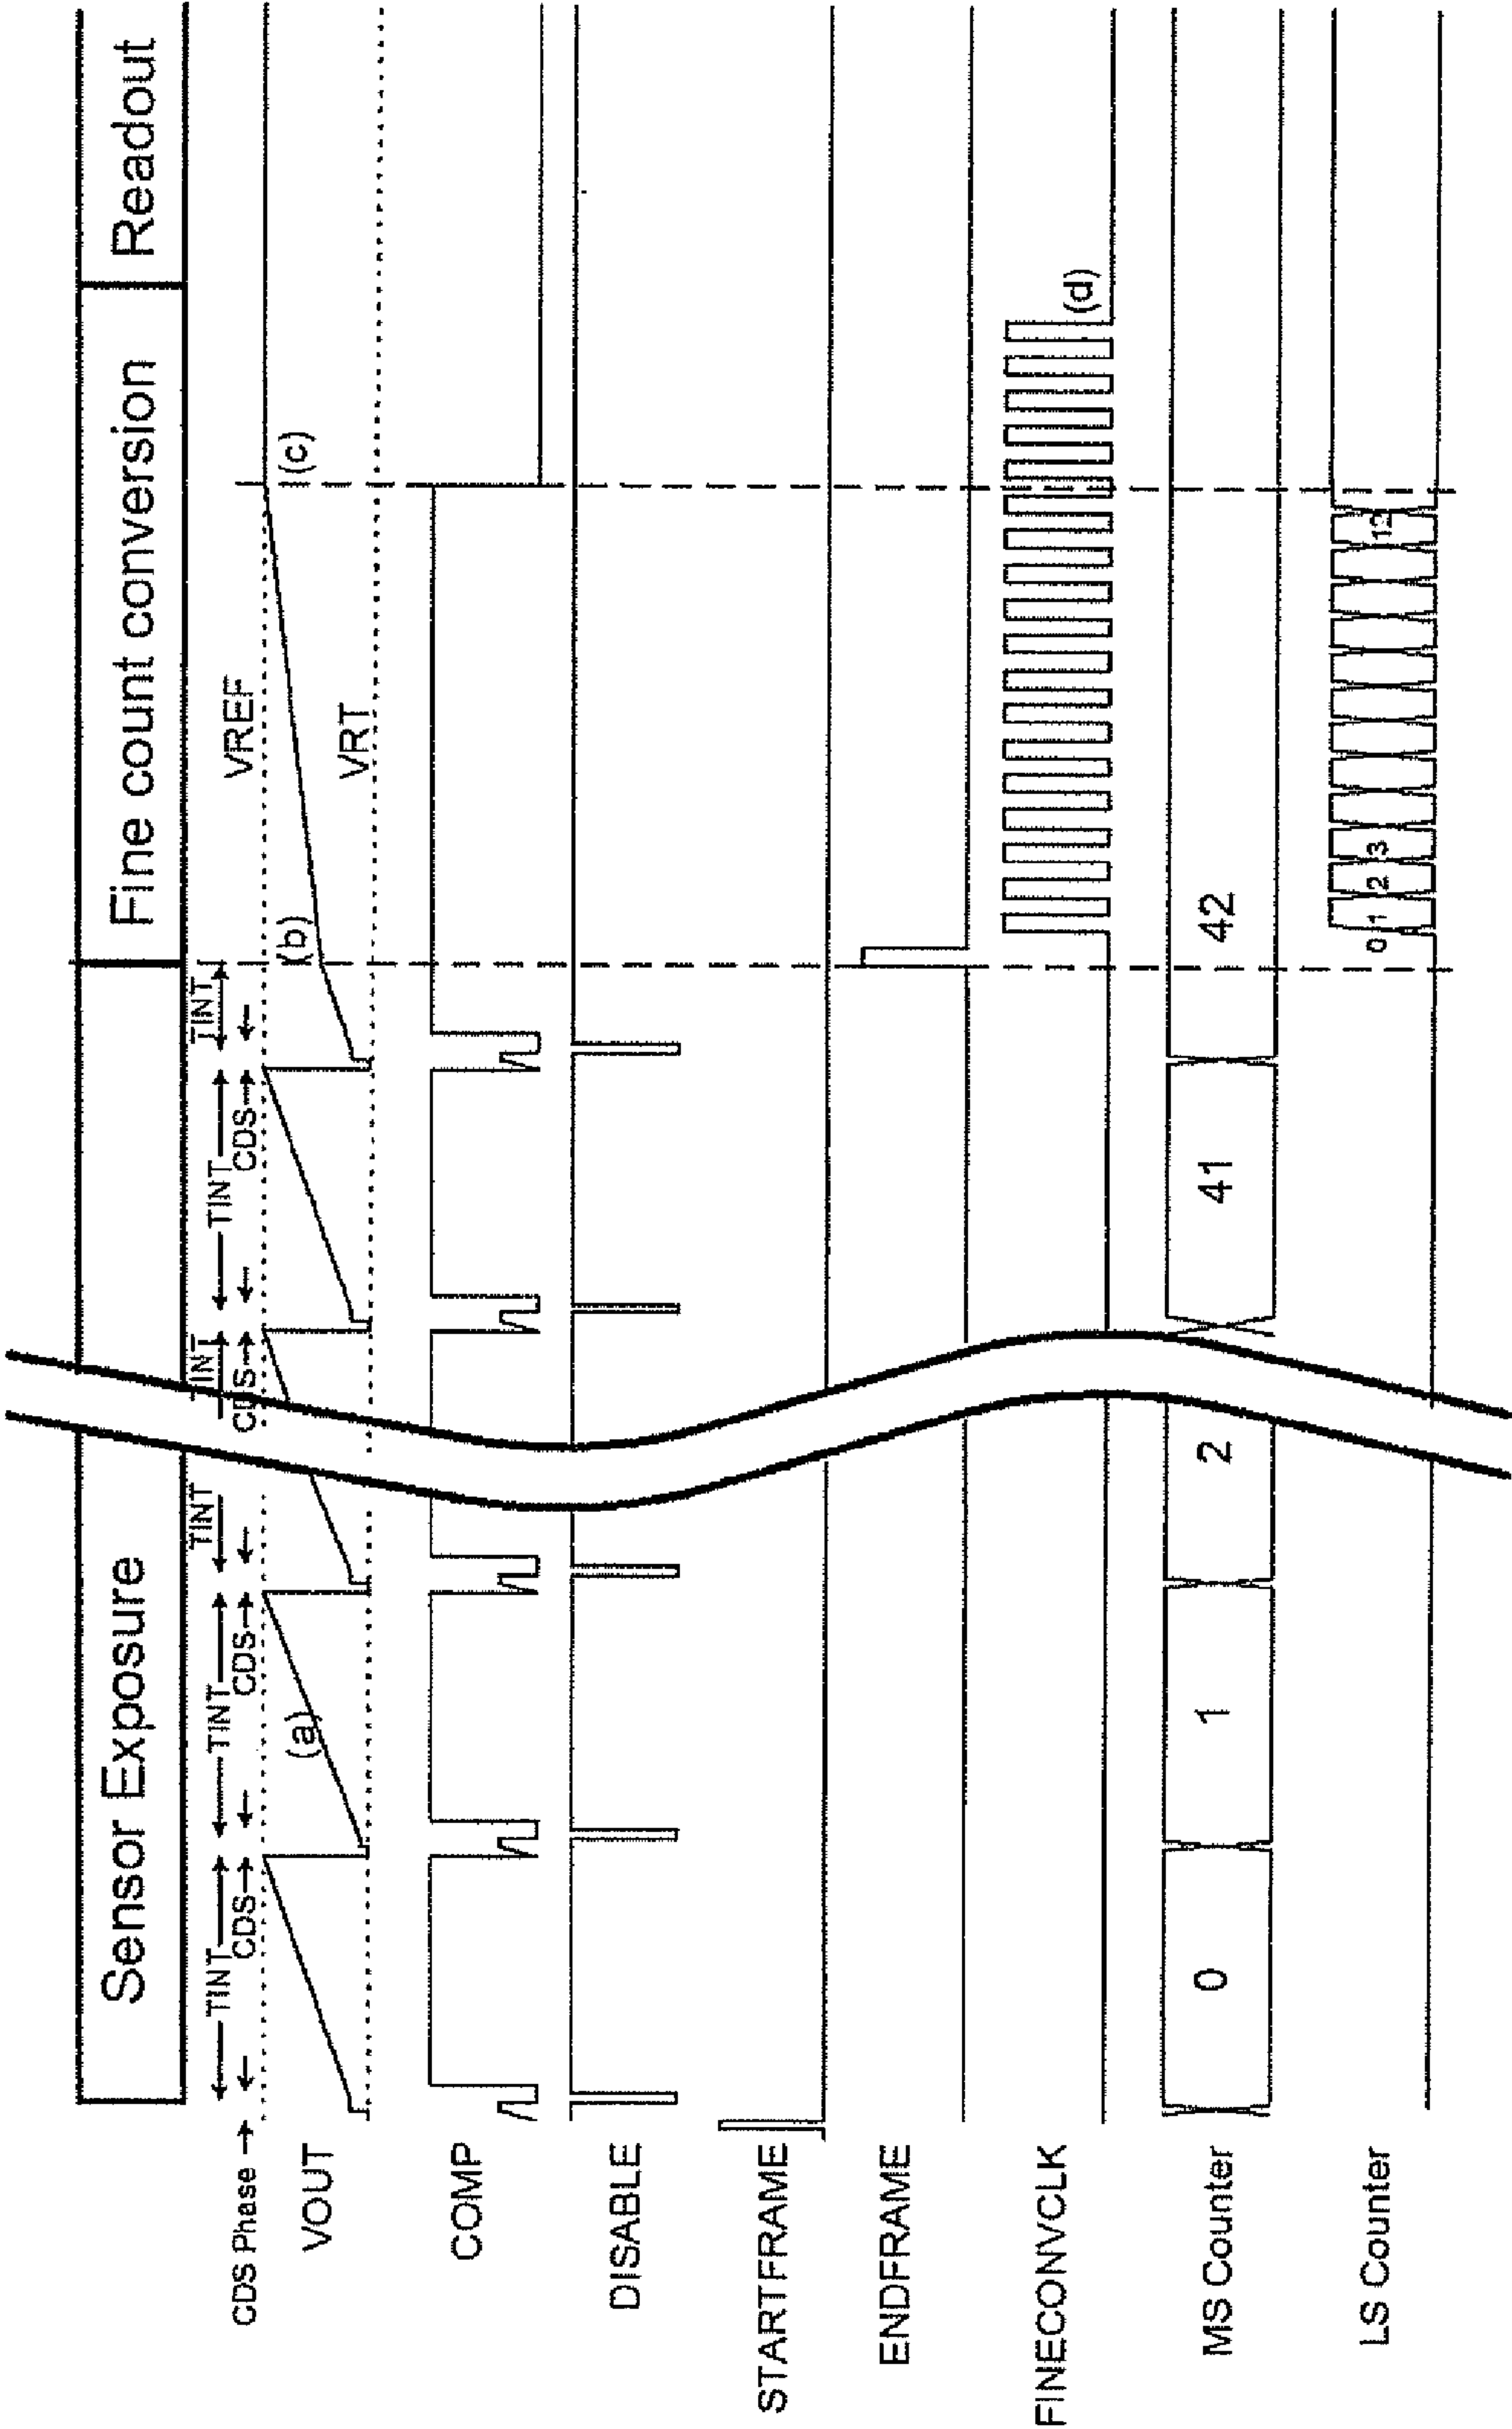 Sensor Exposure
Fine count conversion
Readout
TINT TINT TINT TINT TINT TINT
CDS Phase
CDS CDS CDS CDS
VOUT
(a)
(b)
(c)
VREF
VRT
COMP
DISABLE
STARTFRAME
ENDFRAME
FINECONVCLK
(d)
MS Counter
0 1 2 41 42
LS Counter
0 1 2 3